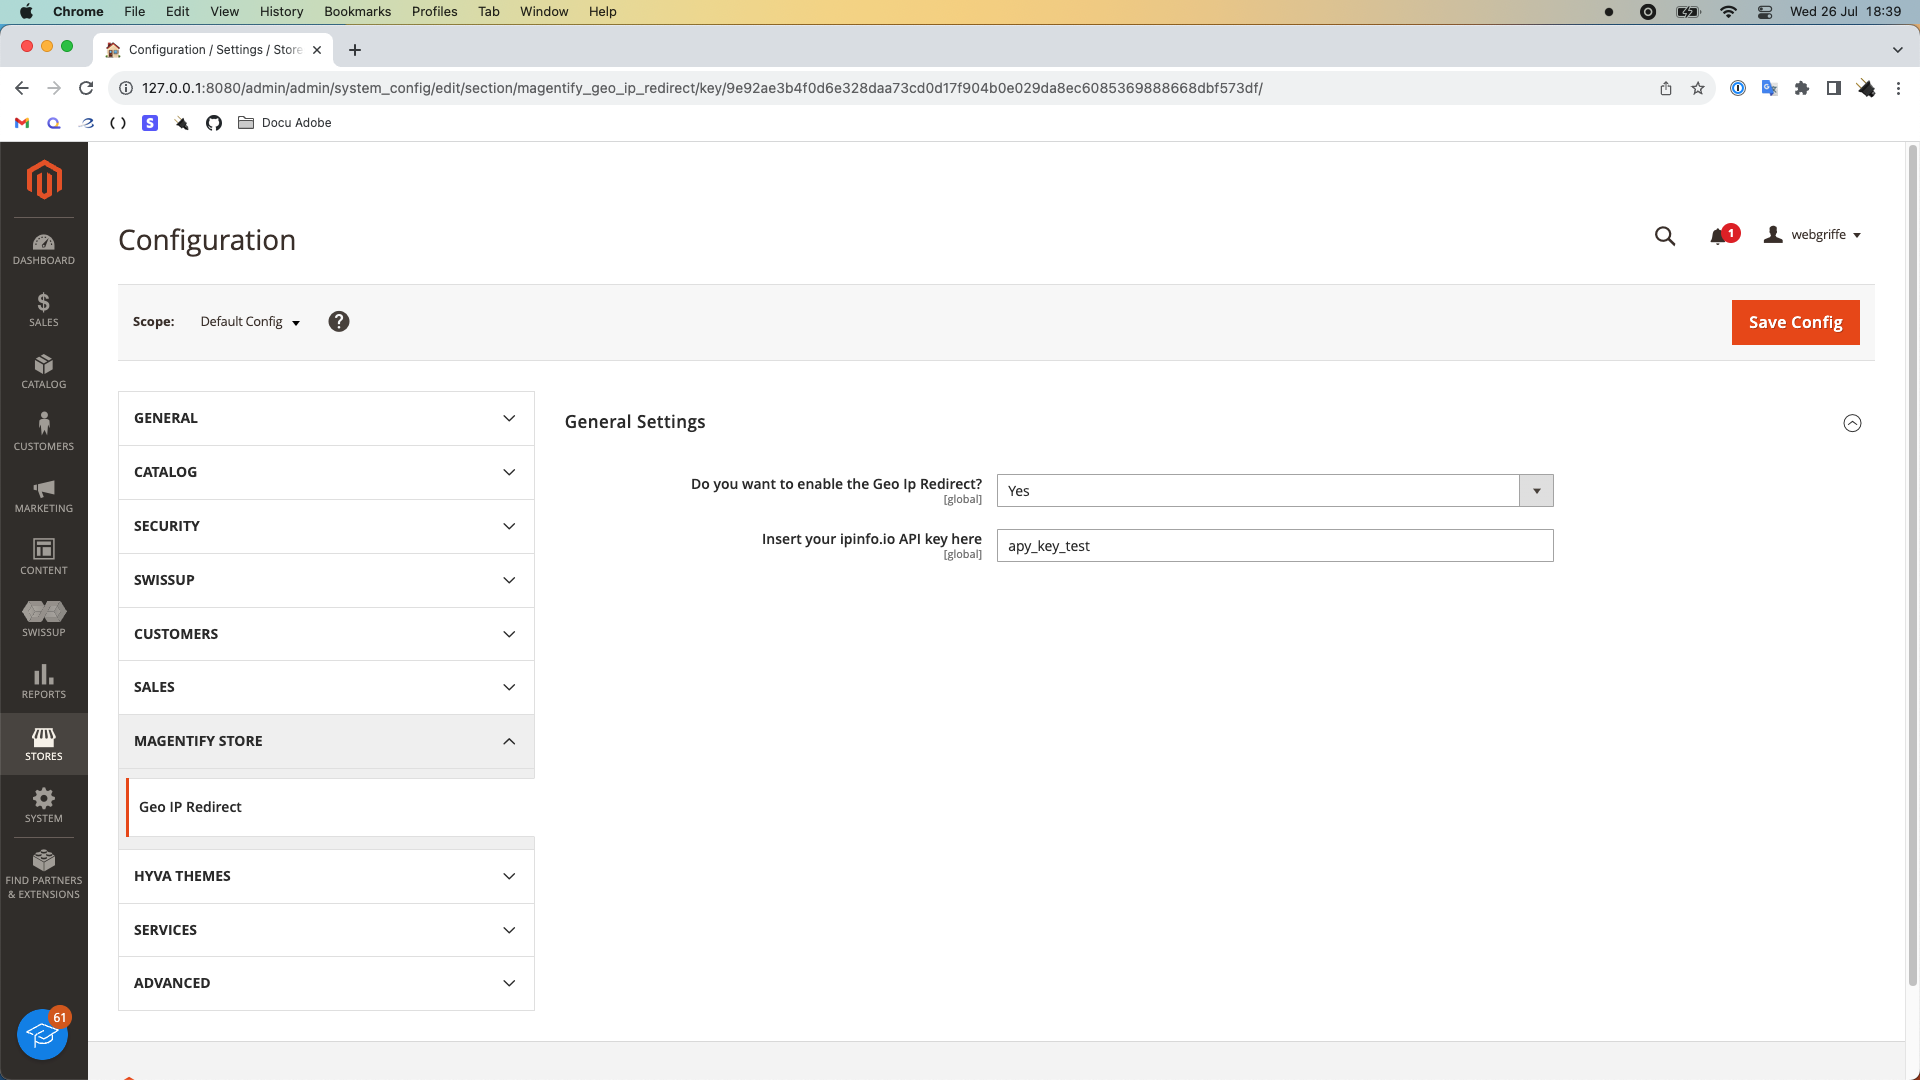 Chrome File Edit View History Bookmarks Profiles Tab Window Help Wed 26 Jul 18:39
Configuration / Settings / Store
127.0.0.1:8080/admin/admin/system_config/edit/section/magentify_geo_ip_redirect/key/9e92ae3b4f0d6e328daa73cd0d17f904b0e029da8ec6085369888668dbf573df/
S Docu Adobe
Configuration
1 webgriffe
Scope: Default Config ? Save Config
DASHBOARD
SALES
CATALOG
CUSTOMERS
MARKETING
CONTENT
SWISSUP
REPORTS
STORES
SYSTEM
FIND PARTNERS
& EXTENSIONS
61
GENERAL
CATALOG
SECURITY
SWISSUP
CUSTOMERS
SALES
MAGENTIFY STORE
Geo IP Redirect
HYVA THEMES
SERVICES
ADVANCED
General Settings
Do you want to enable the Geo Ip Redirect? Yes
[global]
Insert your ipinfo.io API key here apy_key_test
[global]